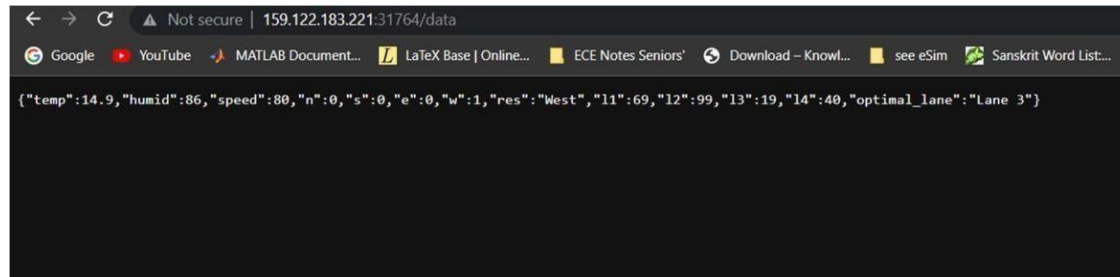 Not secure | 159.122.183.221:31764/data
Google YouTube MATLAB Document... LaTeX Base | Online... ECE Notes Seniors' Download – Knowl... see eSim Sanskrit Word List:...
{"temp":14.9,"humid":86,"speed":80,"n":0,"s":0,"e":0,"w":1,"res":"West","l1":69,"l2":99,"l3":19,"l4":40,"optimal_lane":"Lane 3"}